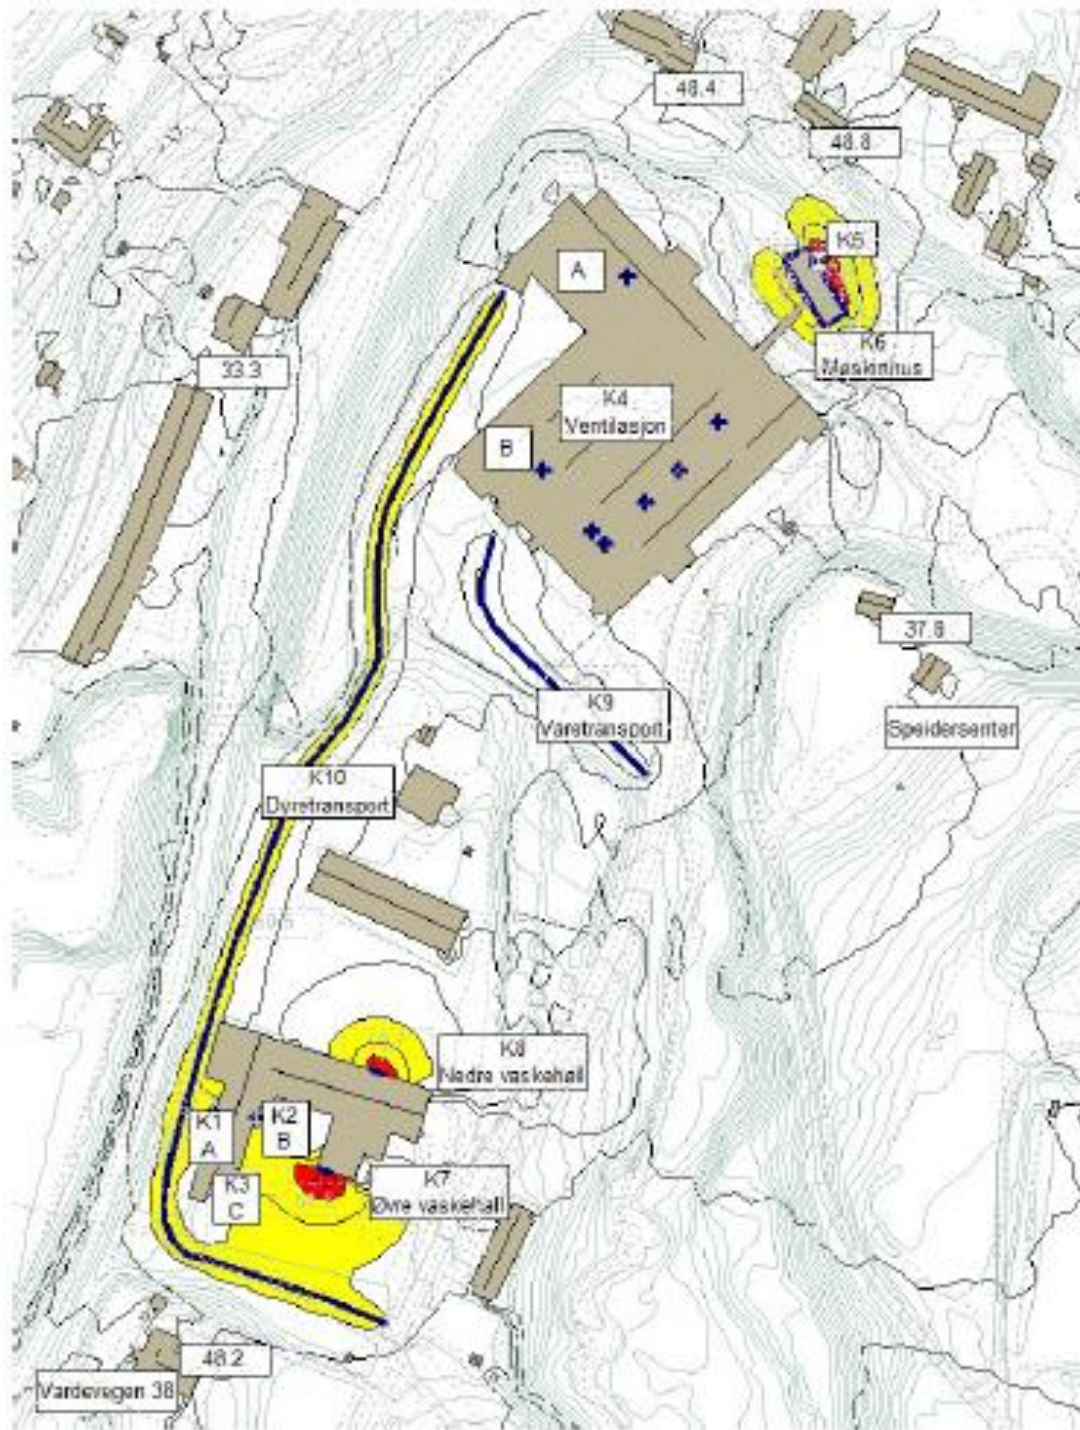 48.4
48.8
K5
A
K6
Maskinhus
33.3
K4
Ventilasjon
B
37.8
K9
Varetransport
Speidersenter
K10
Dyretransport
K8
Nedre vaskehall
K1
A
K2
B
K3
C
K7
Øvre vaskehall
48.2
Vardevegen 38